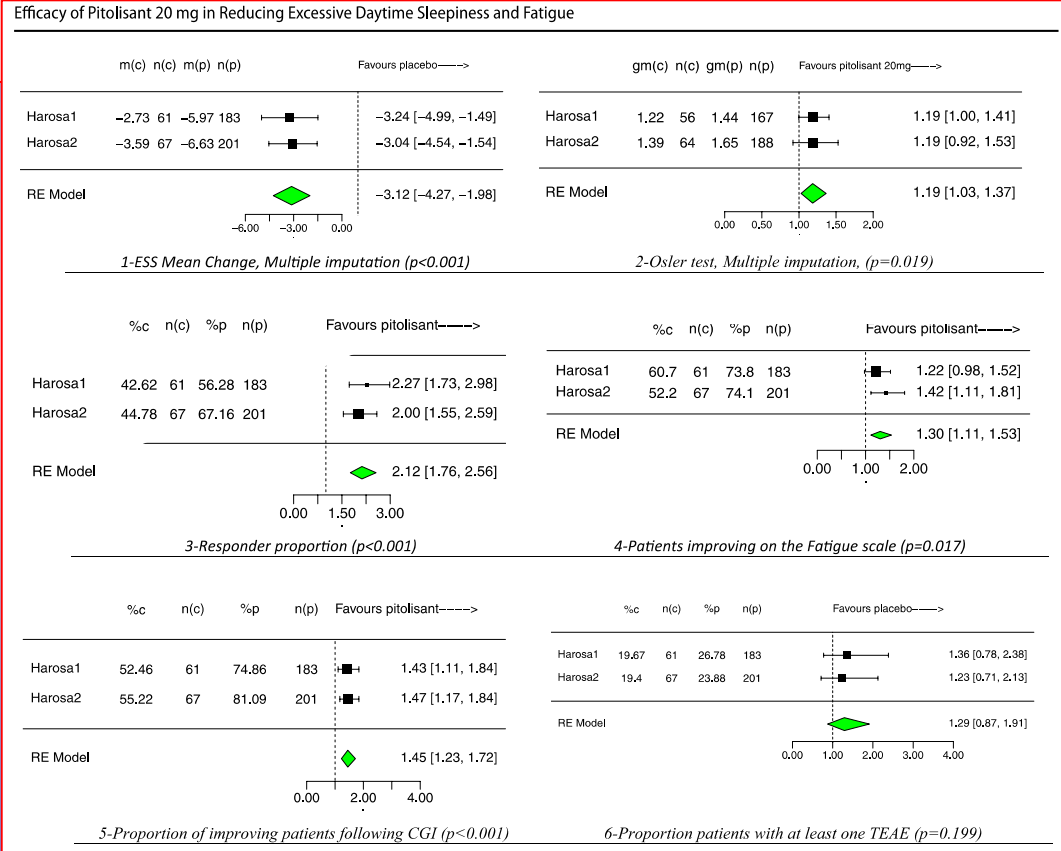 Efficacy of Pitolisant 20 mg in Reducing Excessive Daytime Sleepiness and Fatigue
m(c) n(c) m(p) n(p) Favours placebo----->
Harosa1 −2.73 61 −5.97 183 −3.24 [−4.99, −1.49]
Harosa2 −3.59 67 −6.63 201 −3.04 [−4.54, −1.54]
RE Model −3.12 [−4.27, −1.98]
−6.00 −3.00 0.00
1-ESS Mean Change, Multiple imputation (p<0.001)
gm(c) n(c) gm(p) n(p) Favours pitolisant 20mg----->
Harosa1 1.22 56 1.44 167 1.19 [1.00, 1.41]
Harosa2 1.39 64 1.65 188 1.19 [0.92, 1.53]
RE Model 1.19 [1.03, 1.37]
0.00 0.50 1.00 1.50 2.00
2-Osler test, Multiple imputation, (p=0.019)
%c n(c) %p n(p) Favours pitolisant----->
Harosa1 42.62 61 56.28 183 2.27 [1.73, 2.98]
Harosa2 44.78 67 67.16 201 2.00 [1.55, 2.59]
RE Model 2.12 [1.76, 2.56]
0.00 1.50 3.00
3-Responder proportion (p<0.001)
%c n(c) %p n(p) Favours pitolisant----->
Harosa1 60.7 61 73.8 183 1.22 [0.98, 1.52]
Harosa2 52.2 67 74.1 201 1.42 [1.11, 1.81]
RE Model 1.30 [1.11, 1.53]
0.00 1.00 2.00
4-Patients improving on the Fatigue scale (p=0.017)
%c n(c) %p n(p) Favours pitolisant---->
Harosa1 52.46 61 74.86 183 1.43 [1.11, 1.84]
Harosa2 55.22 67 81.09 201 1.47 [1.17, 1.84]
RE Model 1.45 [1.23, 1.72]
0.00 2.00 4.00
5-Proportion of improving patients following CGI (p<0.001)
%c n(c) %p n(p) Favours placebo----->
Harosa1 19.67 61 26.78 183 1.36 [0.78, 2.38]
Harosa2 19.4 67 23.88 201 1.23 [0.71, 2.13]
RE Model 1.29 [0.87, 1.91]
0.00 1.00 2.00 3.00 4.00
6-Proportion patients with at least one TEAE (p=0.199)